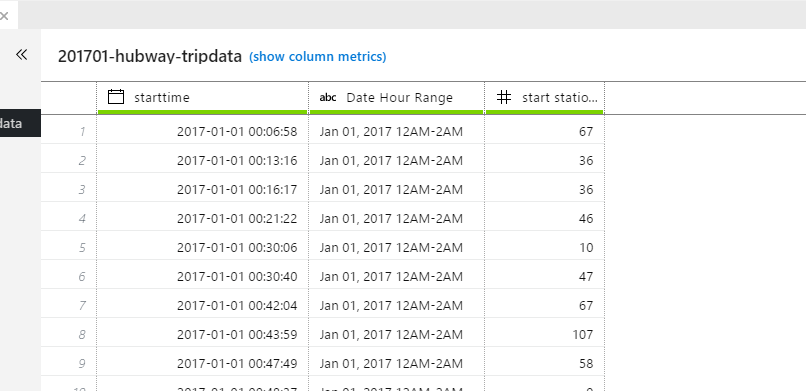 201701-hubway-tripdata (show column metrics)
data
starttime abc Date Hour Range # start statio...
1 2017-01-01 00:06:58 Jan 01, 2017 12AM-2AM 67
2 2017-01-01 00:13:16 Jan 01, 2017 12AM-2AM 36
3 2017-01-01 00:16:17 Jan 01, 2017 12AM-2AM 36
4 2017-01-01 00:21:22 Jan 01, 2017 12AM-2AM 46
5 2017-01-01 00:30:06 Jan 01, 2017 12AM-2AM 10
6 2017-01-01 00:30:40 Jan 01, 2017 12AM-2AM 47
7 2017-01-01 00:42:04 Jan 01, 2017 12AM-2AM 67
8 2017-01-01 00:43:59 Jan 01, 2017 12AM-2AM 107
9 2017-01-01 00:47:49 Jan 01, 2017 12AM-2AM 58